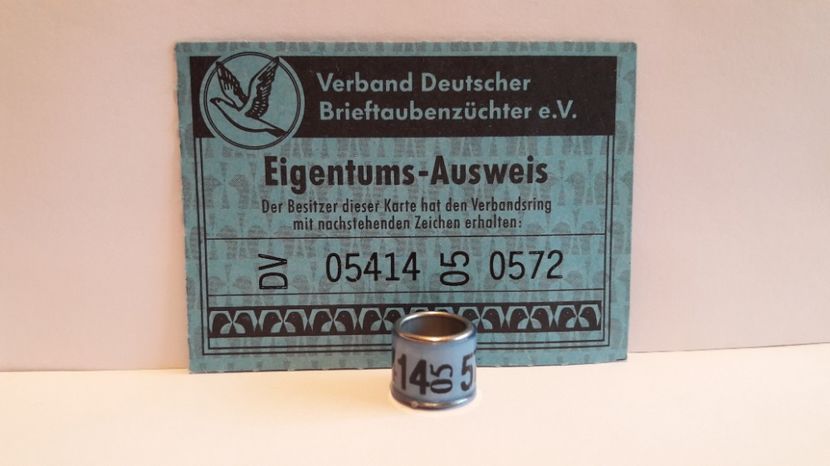 Verband Deutscher
Brieftaubenzüchter e.V.
Eigentums-Ausweis
Der Besitzer dieser Karte hat den Verbandsring
mit nachstehenden Zeichen erhalten:
DV 05414 05 0572
14 05 5